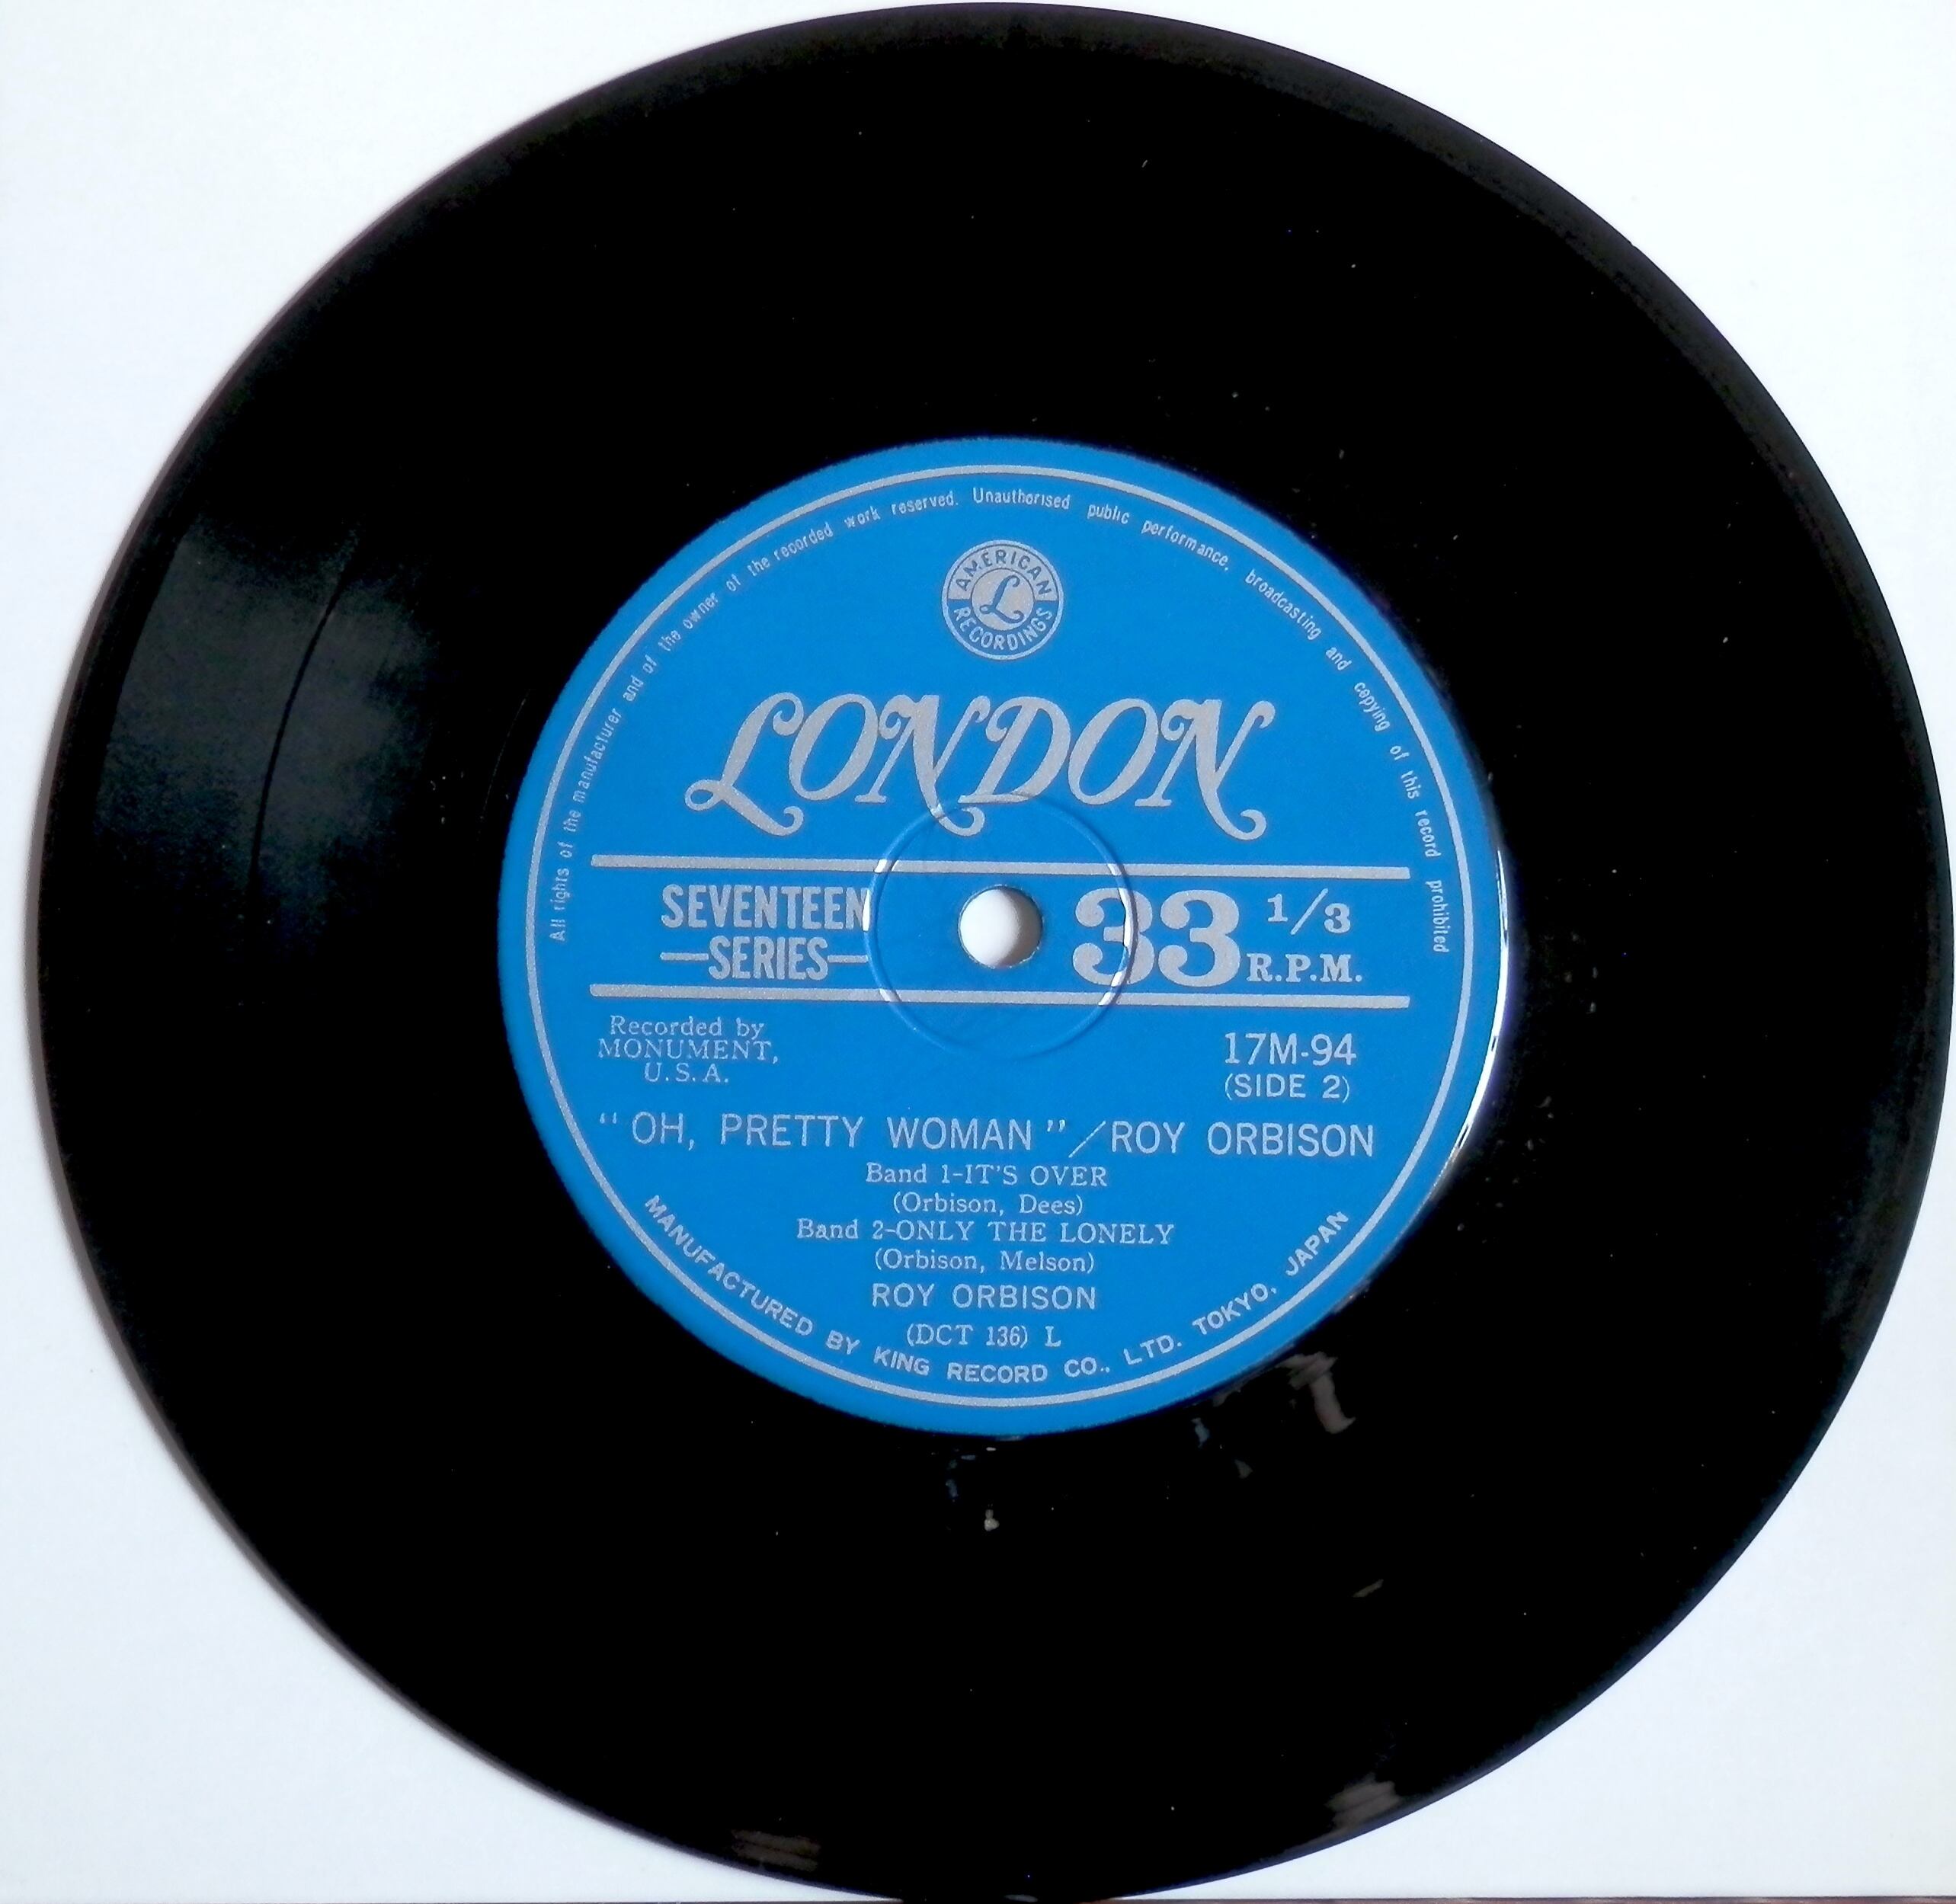 All rights of the manufacturer and of the owner of the recorded work reserved. Unauthorised public performance, broadcasting and copying of this record prohibited
AMERICAN
L
RECORDINGS
LONDON
SEVENTEEN
—SERIES—
33 1/3
R.P.M.
Recorded by
MONUMENT,
U.S.A.
17M-94
(SIDE 2)
"OH, PRETTY WOMAN"/ROY ORBISON
Band 1-IT'S OVER
(Orbison, Dees)
Band 2-ONLY THE LONELY
(Orbison, Melson)
ROY ORBISON
(DCT 136) L
MANUFACTURED BY KING RECORD CO., LTD. TOKYO, JAPAN